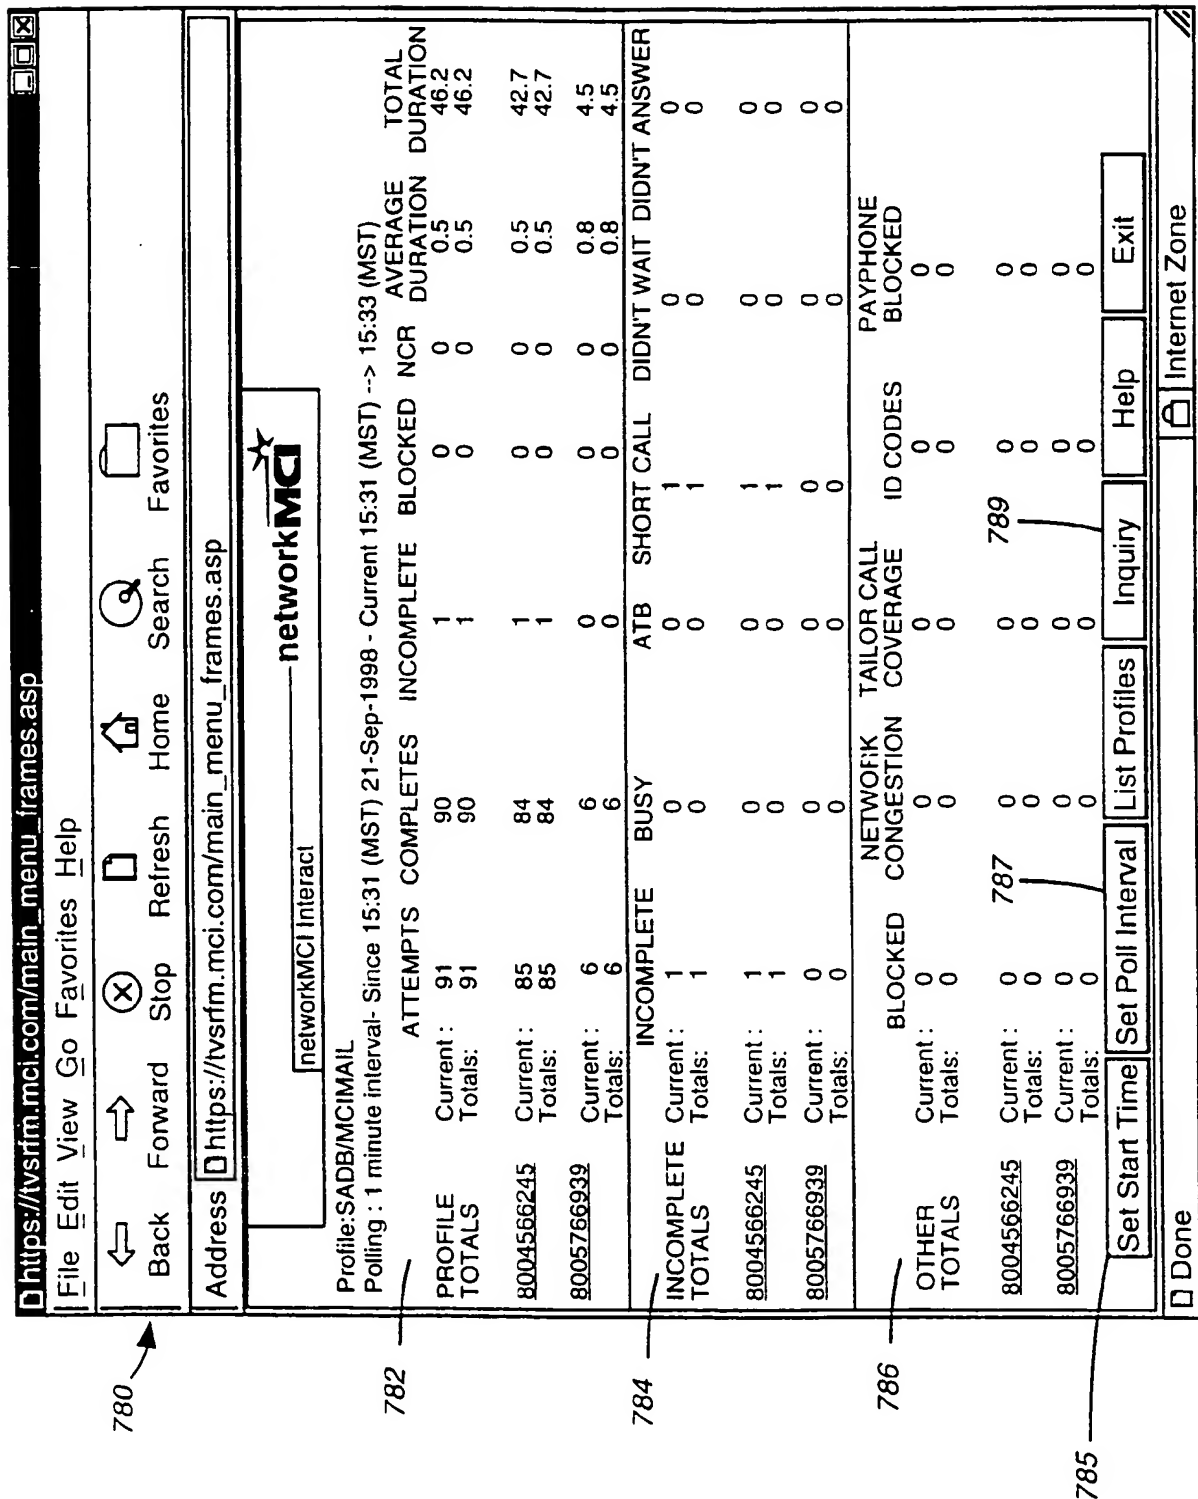 https://tvsrfm.mci.com/main_menu_frames.asp
File Edit View Go Favorites Help
Back Forward Stop Refresh Home Search Favorites
Address https://tvsrfm.mci.com/main_menu_frames.asp
780
networkMCI Interact
networkMCI
Profile:SADB/MCIMAIL
Polling : 1 minute interval- Since 15:31 (MST) 21-Sep-1998 - Current 15:31 (MST) --> 15:33 (MST)
782
ATTEMPTS COMPLETES INCOMPLETE BLOCKED NCR AVERAGE DURATION TOTAL DURATION
PROFILE Current : 91 90 1 0 0 0.5 46.2
TOTALS Totals: 91 90 1 0 0 0.5 46.2
8004566245 Current : 85 84 1 0 0 0.5 42.7
Totals: 85 84 1 0 0 0.5 42.7
8005766939 Current : 6 6 0 0 0 0.8 4.5
Totals: 6 6 0 0 0 0.8 4.5
784
INCOMPLETE BUSY ATB SHORT CALL DIDN'T WAIT DIDN'T ANSWER
INCOMPLETE Current : 1 0 0 1 0 0
TOTALS Totals: 1 0 0 1 0 0
8004566245 Current : 1 0 0 1 0 0
Totals: 1 0 0 1 0 0
8005766939 Current : 0 0 0 0 0 0
Totals: 0 0 0 0 0 0
786
BLOCKED NETWORK CONGESTION TAILOR CALL COVERAGE ID CODES PAYPHONE BLOCKED
OTHER Current : 0 0 0 0 0
TOTALS Totals: 0 0 0 0 0
8004566245 Current : 0 0 0 0 0
Totals: 0 0 0 0 0
8005766939 Current : 0 0 0 0 0
Totals: 0 0 0 0 0
787
789
785
Set Start Time Set Poll Interval List Profiles Inquiry Help Exit
Done Internet Zone